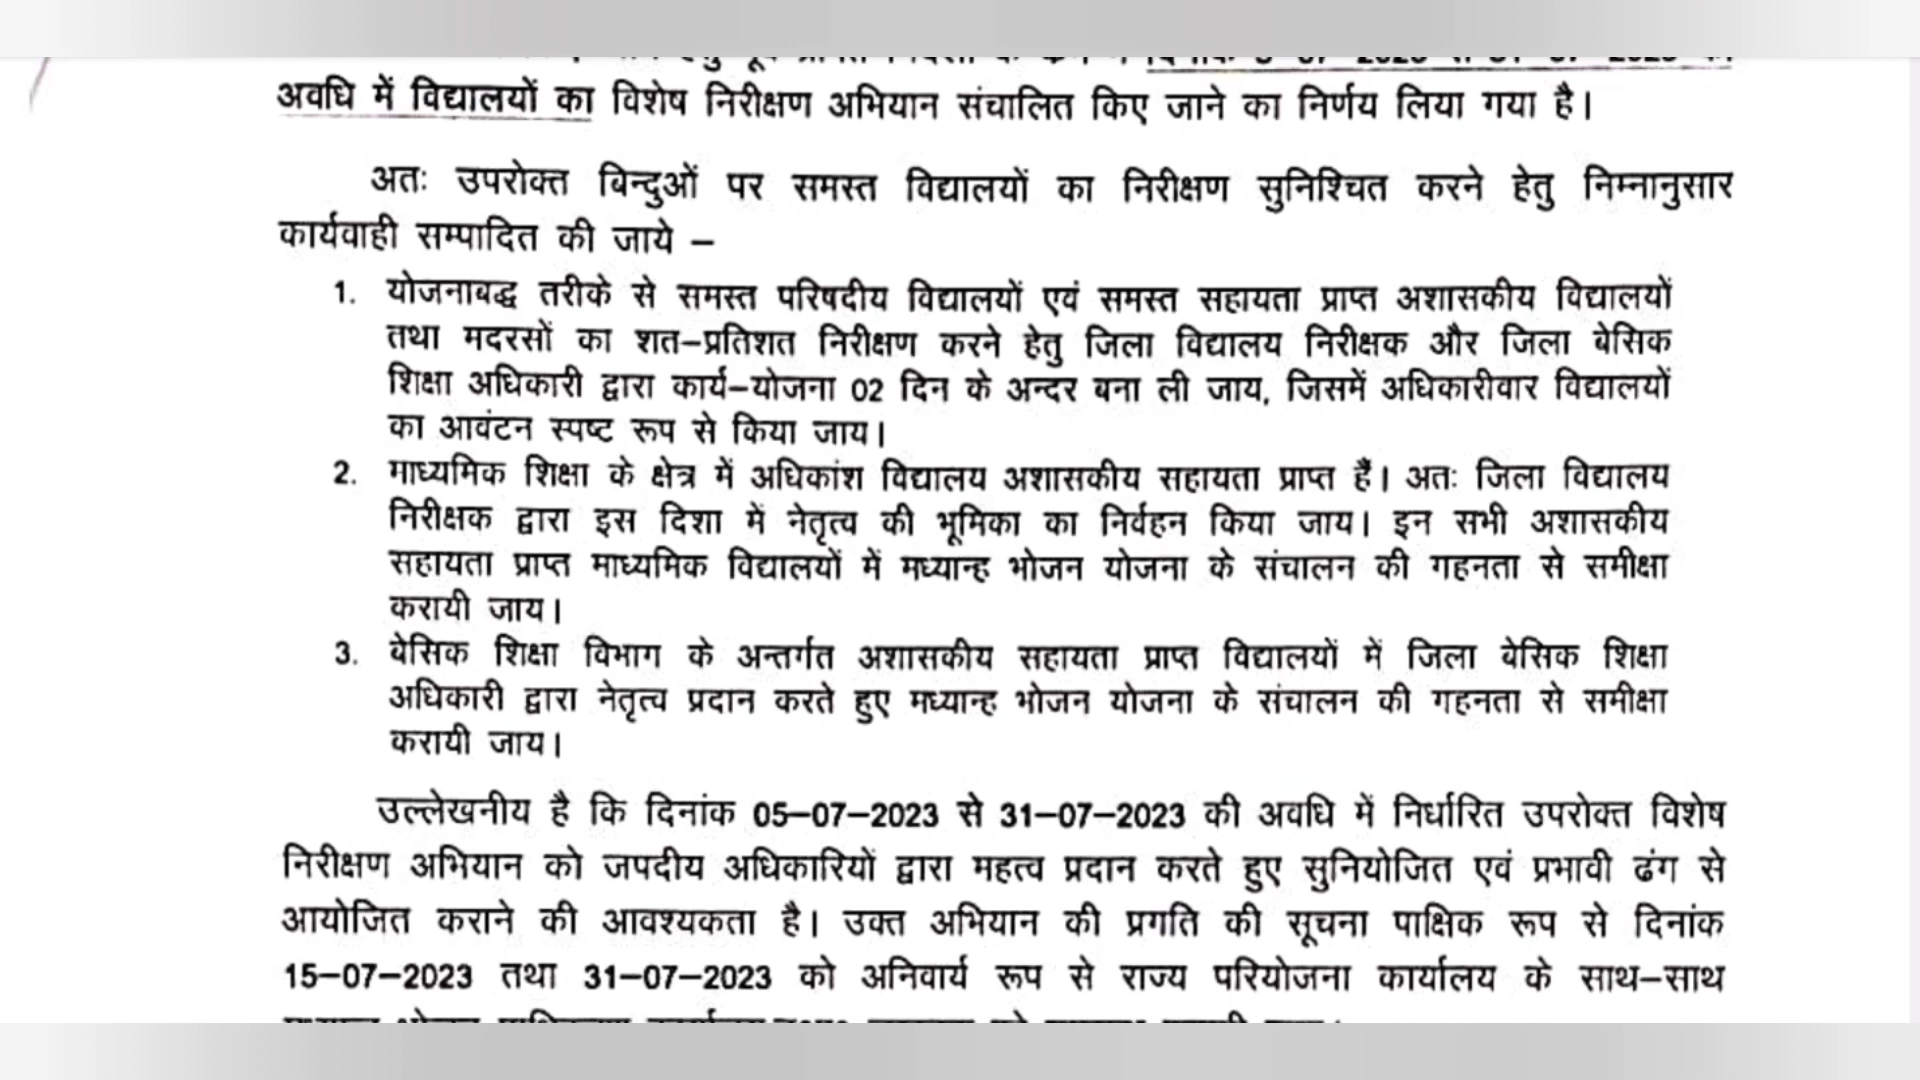 अवधि में विद्यालयों का विशेष निरीक्षण अभियान संचालित किए जाने का निर्णय लिया गया है।
अतः उपरोक्त बिन्दुओं पर समस्त विद्यालयों का निरीक्षण सुनिश्चित करने हेतु निम्नानुसार
कार्यवाही सम्पादित की जाये –
1. योजनाबद्ध तरीके से समस्त परिषदीय विद्यालयों एवं समस्त सहायता प्राप्त अशासकीय विद्यालयों
तथा मदरसों का शत–प्रतिशत निरीक्षण करने हेतु जिला विद्यालय निरीक्षक और जिला बेसिक
शिक्षा अधिकारी द्वारा कार्य–योजना 02 दिन के अन्दर बना ली जाय, जिसमें अधिकारीवार विद्यालयों
का आवंटन स्पष्ट रूप से किया जाय।
2. माध्यमिक शिक्षा के क्षेत्र में अधिकांश विद्यालय अशासकीय सहायता प्राप्त हैं। अतः जिला विद्यालय
निरीक्षक द्वारा इस दिशा में नेतृत्व की भूमिका का निर्वहन किया जाय। इन सभी अशासकीय
सहायता प्राप्त माध्यमिक विद्यालयों में मध्यान्ह भोजन योजना के संचालन की गहनता से समीक्षा
करायी जाय।
3. बेसिक शिक्षा विभाग के अन्तर्गत अशासकीय सहायता प्राप्त विद्यालयों में जिला बेसिक शिक्षा
अधिकारी द्वारा नेतृत्व प्रदान करते हुए मध्यान्ह भोजन योजना के संचालन की गहनता से समीक्षा
करायी जाय।
उल्लेखनीय है कि दिनांक 05–07–2023 से 31–07–2023 की अवधि में निर्धारित उपरोक्त विशेष
निरीक्षण अभियान को जपदीय अधिकारियों द्वारा महत्व प्रदान करते हुए सुनियोजित एवं प्रभावी ढंग से
आयोजित कराने की आवश्यकता है। उक्त अभियान की प्रगति की सूचना पाक्षिक रूप से दिनांक
15–07–2023 तथा 31–07–2023 को अनिवार्य रूप से राज्य परियोजना कार्यालय के साथ–साथ